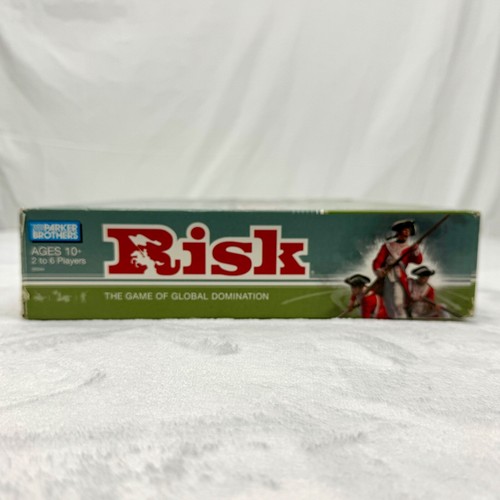 PARKER
BROTHERS
AGES 10+
2 to 6 Players
Risk
THE GAME OF GLOBAL DOMINATION